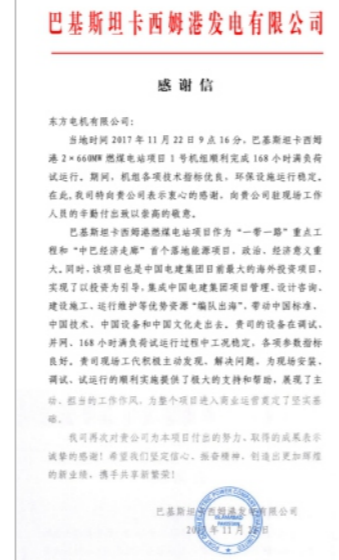 巴基斯坦卡西姆港发电有限公司
感谢信
东方电机有限公司：
当地时间 2017 年 11 月 22 日 9 点 16 分，巴基斯坦卡西姆
港 2×660MW 燃煤电站项目 1 号机组顺利完成 168 小时满负荷
试运行。期间，机组各项技术指标优良，环保设施运行稳定。
在此，我司特向贵公司表示衷心的感谢，向贵公司驻现场工作
人员的辛勤付出致以崇高的敬意。
巴基斯坦卡西姆港燃煤电站项目作为“一带一路”重点工
程和“中巴经济走廊”首个落地能源项目，政治、经济意义重
大。同时，该项目也是中国电建集团目前最大的海外投资项目，
实现了以投资为引导，集成中国电建集团项目管理、设计咨询、
建设施工、运行维护等优势资源“编队出海”，带动中国标准、
中国技术、中国设备和中国文化走出去。贵司的设备在调试、
并网、168 小时满负荷试运行过程中工况稳定，各项参数指标
良好。贵司现场工代积极主动发现、解决问题，为现场安装、
调试、试运行的顺利实施提供了极大的支持和帮助，展现了主
动、担当的工作作风，为整个项目进入商业运营奠定了坚实基
础。
我司再次对贵公司为本项目付出的努力、取得的成果表示
诚挚的感谢！希望我们坚定信心、振奋精神，创造出更加辉煌
的新业绩，携手共享新繁荣！
巴基斯坦卡西姆港发电有限公司
2017 年 11 月 22 日